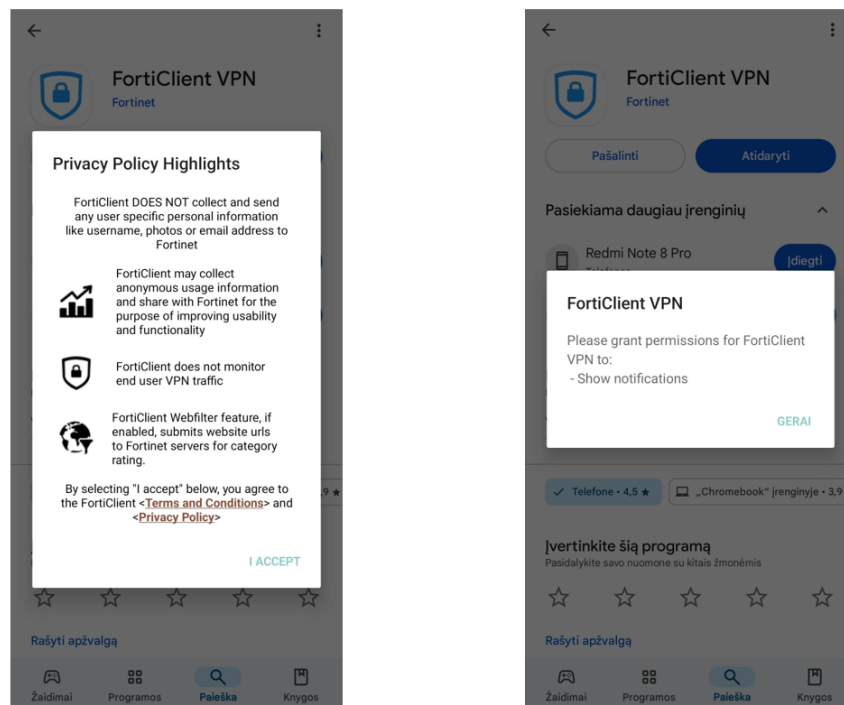 FortiClient VPN
Fortinet
Privacy Policy Highlights
FortiClient DOES NOT collect and send
any user specific personal information
like username, photos or email address to
Fortinet
FortiClient may collect
anonymous usage information
and share with Fortinet for the
purpose of improving usability
and functionality
FortiClient does not monitor
end user VPN traffic
FortiClient Webfilter feature, if
enabled, submits website urls
to Fortinet servers for category
rating.
By selecting "I accept" below, you agree to
the FortiClient <Terms and Conditions> and
<Privacy Policy>
I ACCEPT
,9 ★
Rašyti apžvalgą
Žaidimai Programos Paieška Knygos
FortiClient VPN
Fortinet
Pašalinti Atidaryti
Pasiekiama daugiau įrenginių
Redmi Note 8 Pro
Įdiegti
FortiClient VPN
Please grant permissions for FortiClient
VPN to:
- Show notifications
GERAI
Telefone • 4,5 ★ „Chromebook“ įrenginyje • 3,9
Įvertinkite šią programą
Pasidalykite savo nuomone su kitais žmonėmis
Rašyti apžvalgą
Žaidimai Programos Paieška Knygos